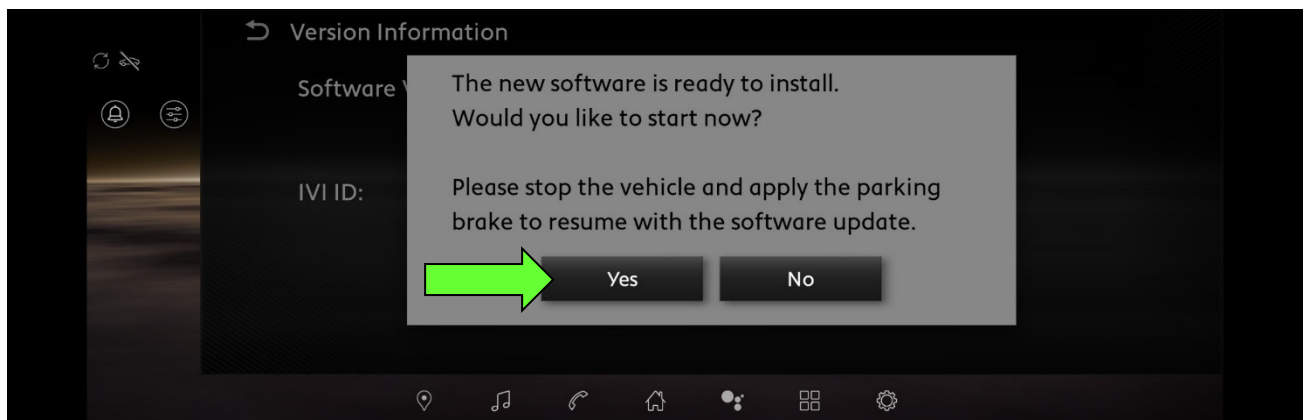 Version Information
Software
The new software is ready to install.
Would you like to start now?
IVI ID:
Please stop the vehicle and apply the parking
brake to resume with the software update.
Yes
No